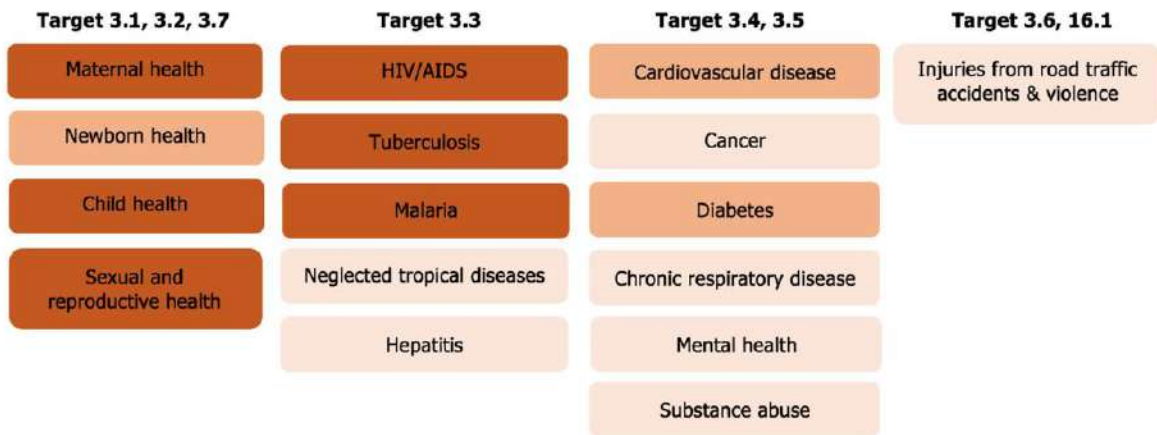 Target 3.1, 3.2, 3.7
Maternal health
Newborn health
Child health
Sexual and
reproductive health
Target 3.3
HIV/AIDS
Tuberculosis
Malaria
Neglected tropical diseases
Hepatitis
Target 3.4, 3.5
Cardiovascular disease
Cancer
Diabetes
Chronic respiratory disease
Mental health
Substance abuse
Target 3.6, 16.1
Injuries from road traffic
accidents & violence